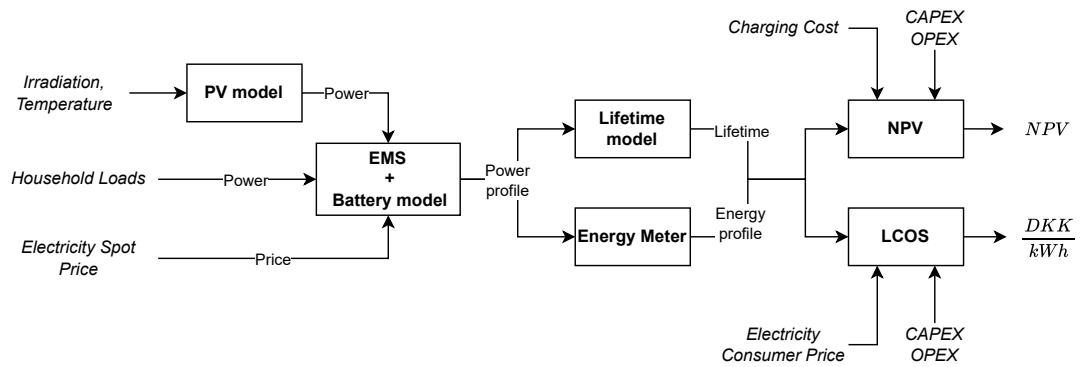 Charging Cost
CAPEX
OPEX
Irradiation,
Temperature
PV model
Power
Lifetime
model
Lifetime
NPV
NPV
EMS
+
Battery model
Household Loads
Power
Power
profile
Energy
profile
Electricity Spot
Price
Price
Energy Meter
LCOS
DKK
kWh
Electricity
Consumer Price
CAPEX
OPEX